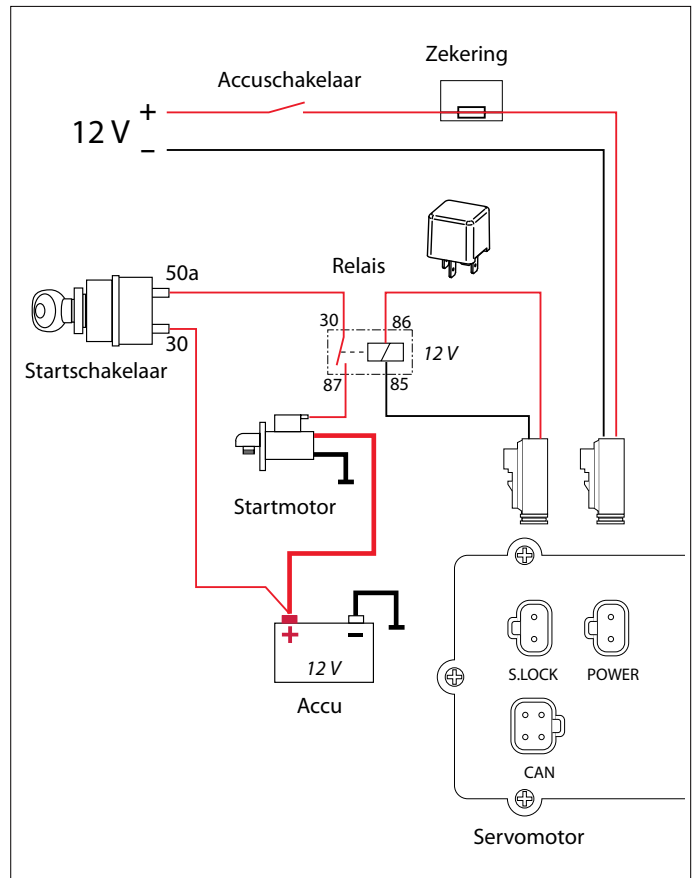 Zekering
Accuschakelaar
12 V
+
–
50a
Relais
30
86
30
12 V
Startschakelaar
87
85
Startmotor
+
–
12 V
S.LOCK
POWER
Accu
CAN
Servomotor